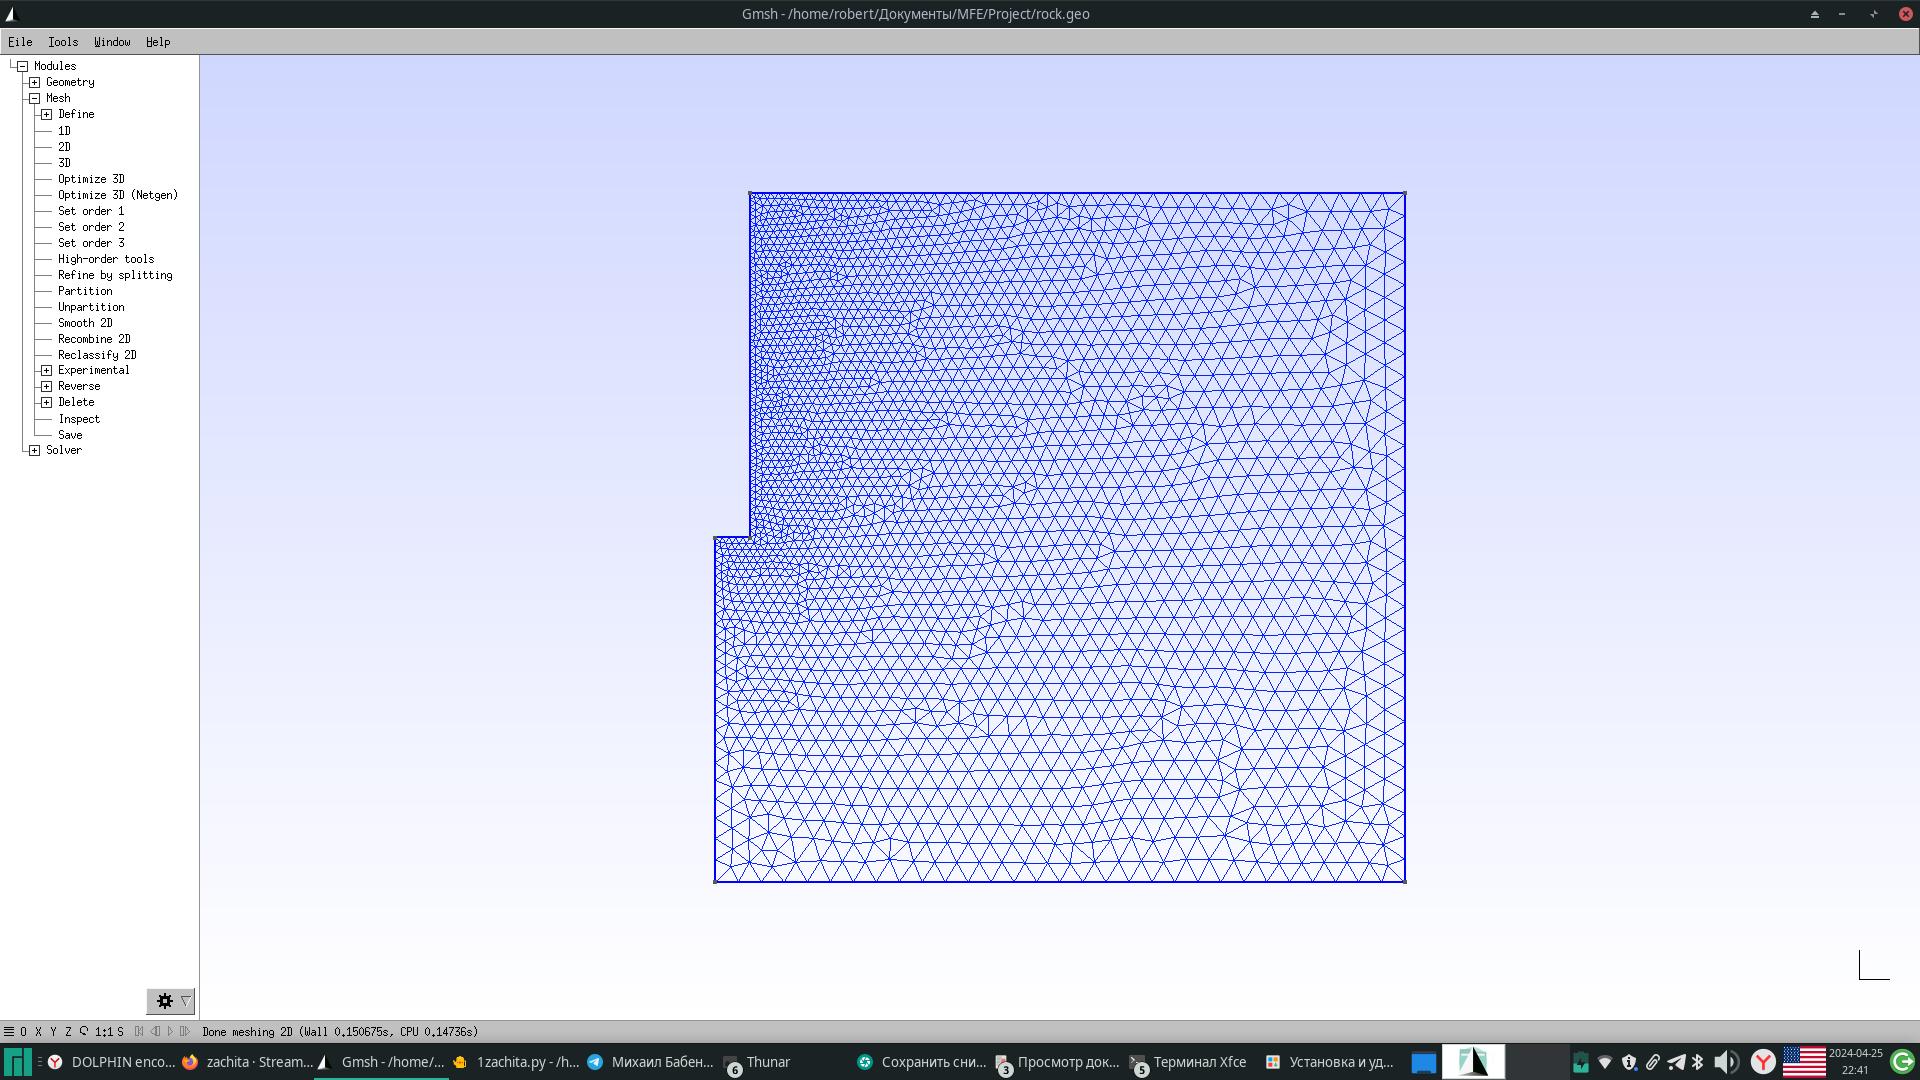 Gmsh - /home/robert/Документы/MFE/Project/rock.geo
File Tools Window Help
Modules
Geometry
Mesh
Define
1D
2D
3D
Optimize 3D
Optimize 3D (Netgen)
Set order 1
Set order 2
Set order 3
High-order tools
Refine by splitting
Partition
Unpartition
Smooth 2D
Recombine 2D
Reclassify 2D
Experimental
Reverse
Delete
Inspect
Save
Solver
O X Y Z 1:1 S Done meshing 2D (Wall 0.150675s, CPU 0.14736s)
DOLPHIN enco... zachita · Stream... Gmsh - /home/... 1zachita.py - /h... Михаил Бабен... 6 Thunar Сохранить сни... 3 Просмотр док... 5 Терминал Xfce Установка и уд... 2024-04-25
22:41